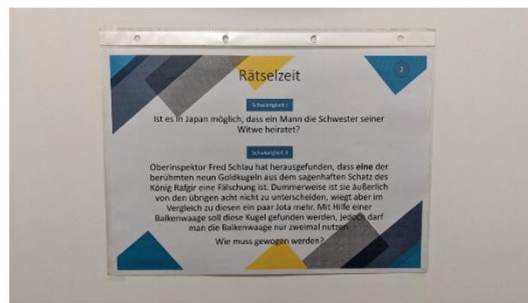 Rätselzeit
2
Schwierigkeit I
Ist es in Japan möglich, dass ein Mann die Schwester seiner
Witwe heiratet?
Schwierigkeit II
Oberinspektor Fred Schlau hat herausgefunden, dass eine der
berühmten neun Goldkugeln aus dem sagenhaften Schatz des
König Rafgir eine Fälschung ist. Dummerweise ist sie äußerlich
von den übrigen acht nicht zu unterscheiden, wiegt aber im
Vergleich zu diesen ein paar Jota mehr. Mit Hilfe einer
Balkenwaage soll diese Kugel gefunden werden, jedoch darf
man die Balkenwaage nur zweimal nutzen.
Wie muss gewogen werden?